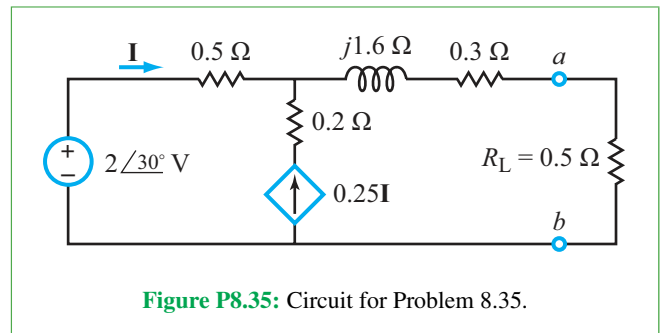 I 0.5 Ω j1.6 Ω 0.3 Ω a
0.2 Ω
+
−
2∠30° V
R_L = 0.5 Ω
0.25I
b
Figure P8.35: Circuit for Problem 8.35.